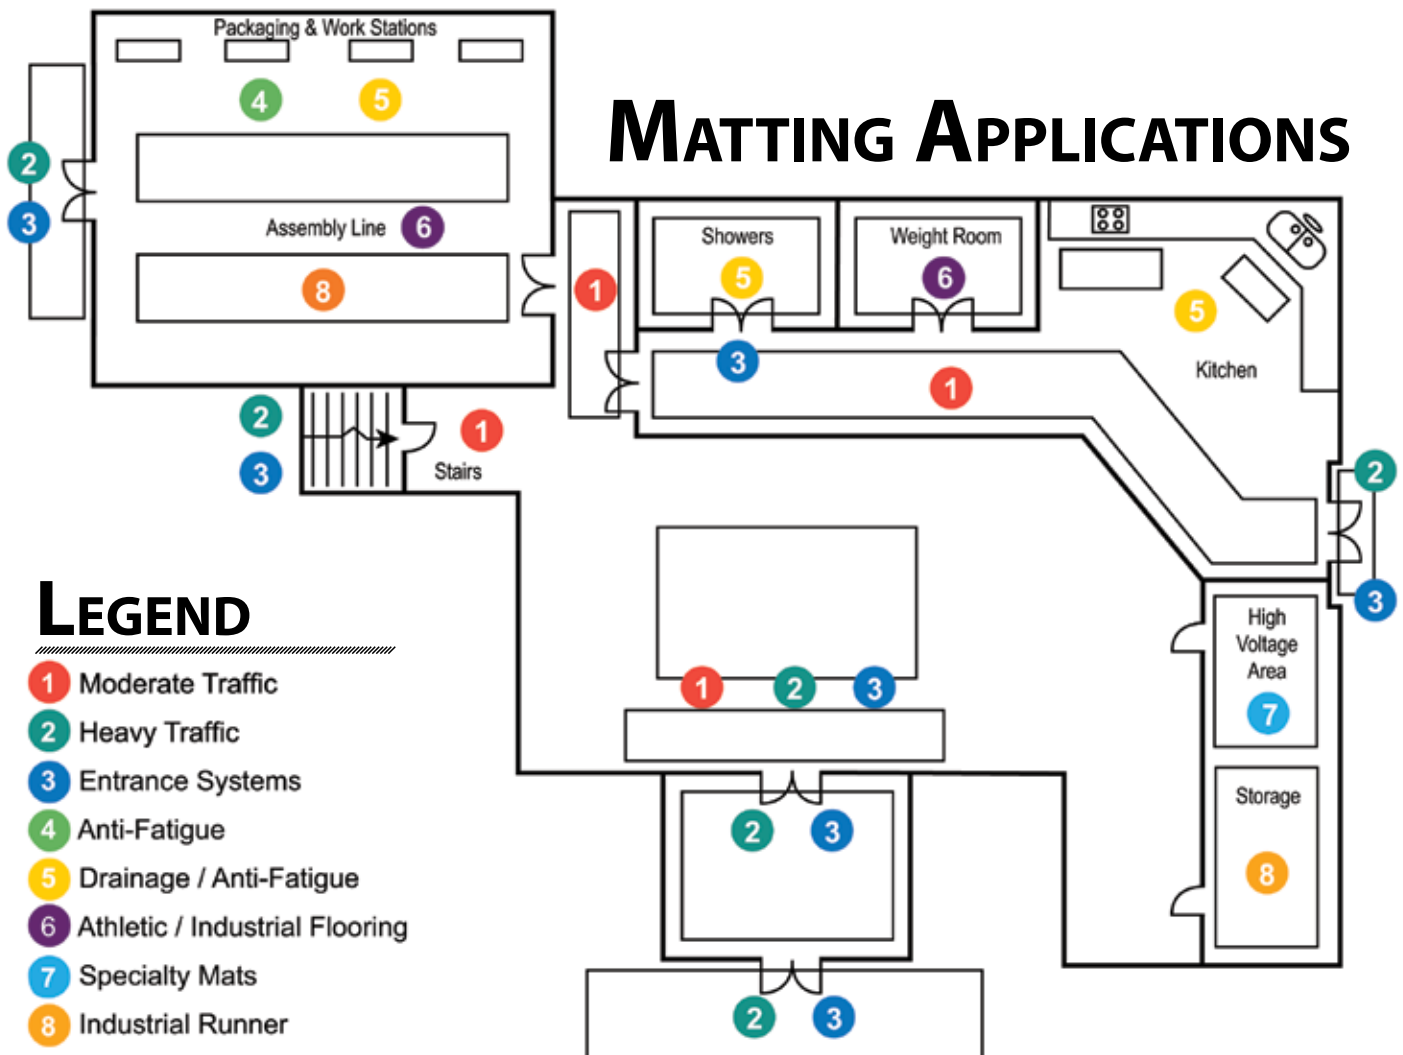 Packaging & Work Stations
4
5
MATTING APPLICATIONS
2
3
Assembly Line
6
8
1
Showers
5
Weight Room
6
5
Kitchen
3
1
2
3
1
Stairs
2
3
High
Voltage
Area
7
1
2
3
Storage
8
2
3
2
3
LEGEND
1 Moderate Traffic
2 Heavy Traffic
3 Entrance Systems
4 Anti-Fatigue
5 Drainage / Anti-Fatigue
6 Athletic / Industrial Flooring
7 Specialty Mats
8 Industrial Runner